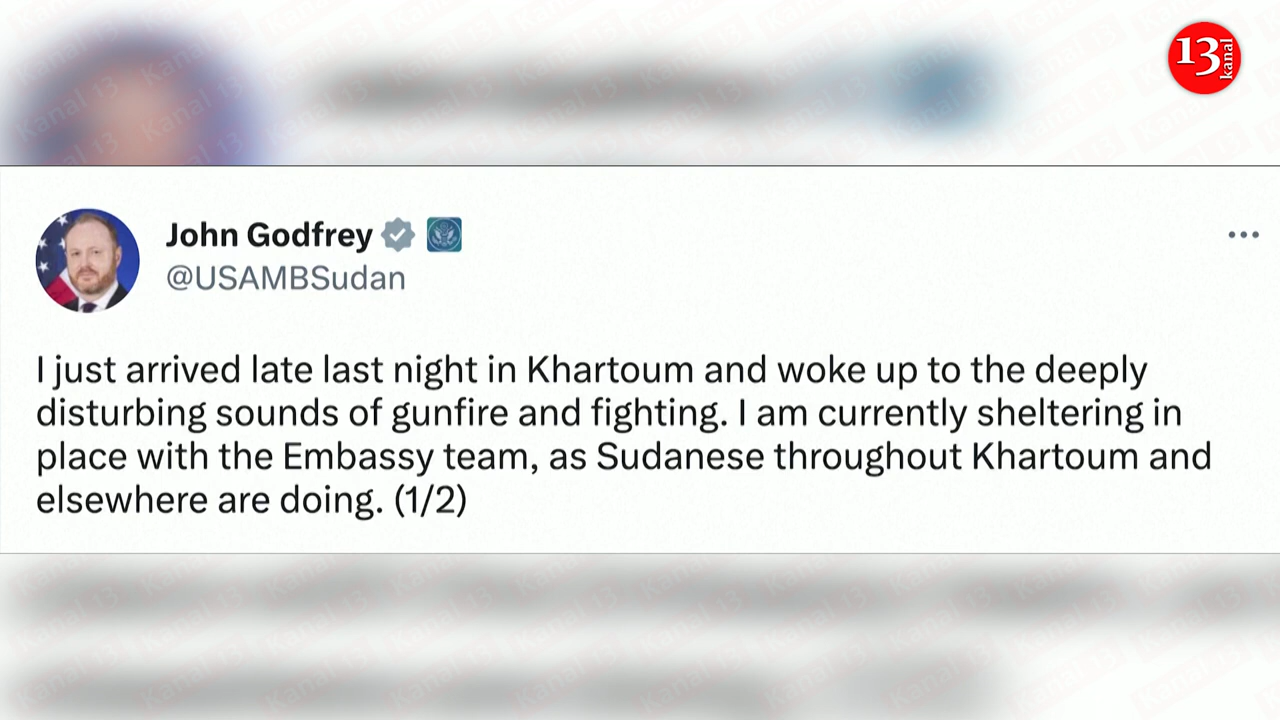 13
kanal
John Godfrey
@USAMBSudan
I just arrived late last night in Khartoum and woke up to the deeply
disturbing sounds of gunfire and fighting. I am currently sheltering in
place with the Embassy team, as Sudanese throughout Khartoum and
elsewhere are doing. (1/2)